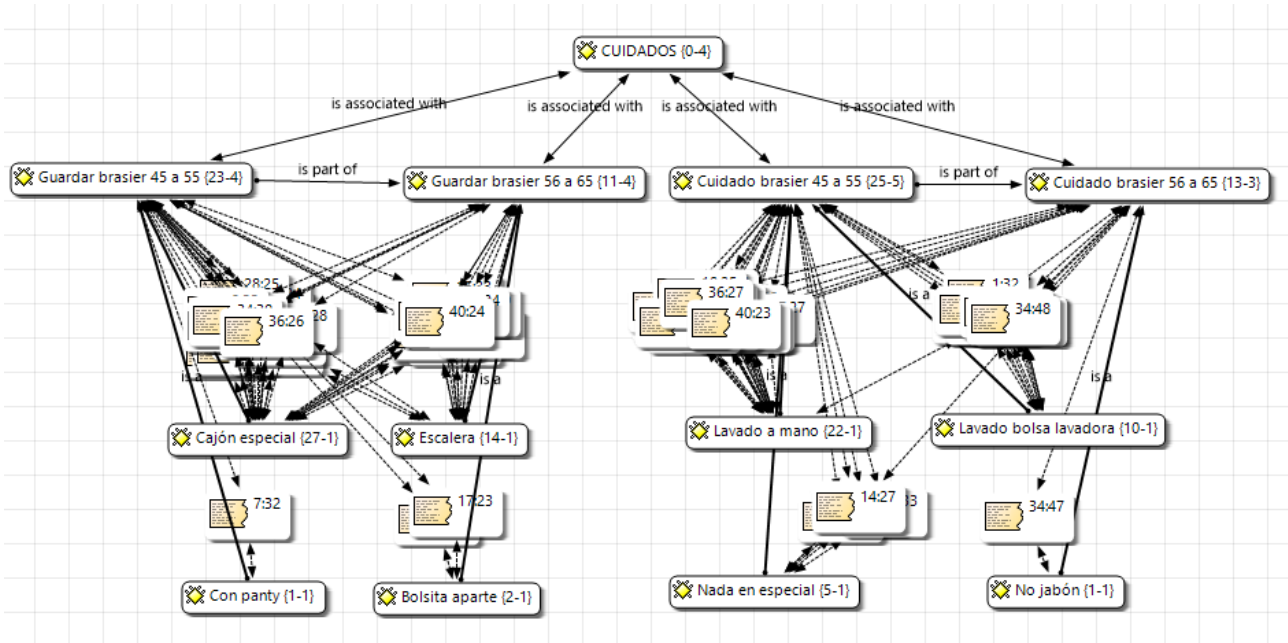 CUIDADOS {0-4}
is associated with
is associated with
is associated with
is associated with
Guardar brasier 45 a 55 {23-4}
is part of
Guardar brasier 56 a 65 {11-4}
Cuidado brasier 45 a 55 {25-5}
is part of
Cuidado brasier 56 a 65 {13-3}
28:25
36:26
40:24
36:27
40:23
1:32
34:48
is a
is a
is a
is a
is a
Cajón especial {27-1}
Escalera {14-1}
Lavado a mano {22-1}
Lavado bolsa lavadora {10-1}
7:32
17:23
14:27
34:47
Con panty {1-1}
Bolsita aparte {2-1}
Nada en especial {5-1}
No jabón {1-1}